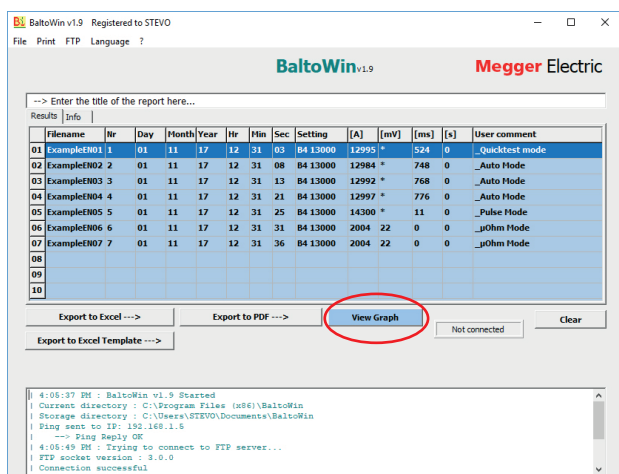 BaltoWin v1.9 Registered to STEVO
File Print FTP Language ?
BaltoWin v1.9
Megger Electric
--> Enter the title of the report here...
Results Info
Filename Nr Day Month Year Hr Min Sec Setting [A] [mV] [ms] [s] User comment
01 ExampleEN01 1 01 11 17 12 31 03 B4 13000 12995 * 524 0 _Quicktest mode
02 ExampleEN02 2 01 11 17 12 31 08 B4 13000 12984 * 748 0 _Auto Mode
03 ExampleEN03 3 01 11 17 12 31 13 B4 13000 12992 * 768 0 _Auto Mode
04 ExampleEN04 4 01 11 17 12 31 21 B4 13000 12997 * 776 0 _Auto Mode
05 ExampleEN05 5 01 11 17 12 31 25 B4 13000 14300 * 11 0 _Pulse Mode
06 ExampleEN06 6 01 11 17 12 31 31 B4 13000 2004 22 0 0 _µOhm Mode
07 ExampleEN07 7 01 11 17 12 31 36 B4 13000 2004 22 0 0 _µOhm Mode
08
09
10
Export to Excel ---> Export to PDF ---> View Graph Clear
Not connected
Export to Excel Template --->
| 4:05:37 PM : BaltoWin v1.9 Started
| Current directory : C:\Program Files (x86)\BaltoWin
| Storage directory : C:\Users\STEVO\Documents\BaltoWin
| Ping sent to IP: 192.168.1.5
| --> Ping Reply OK
| 4:05:49 PM : Trying to connect to FTP server...
| FTP socket version : 3.0.0
| Connection successful